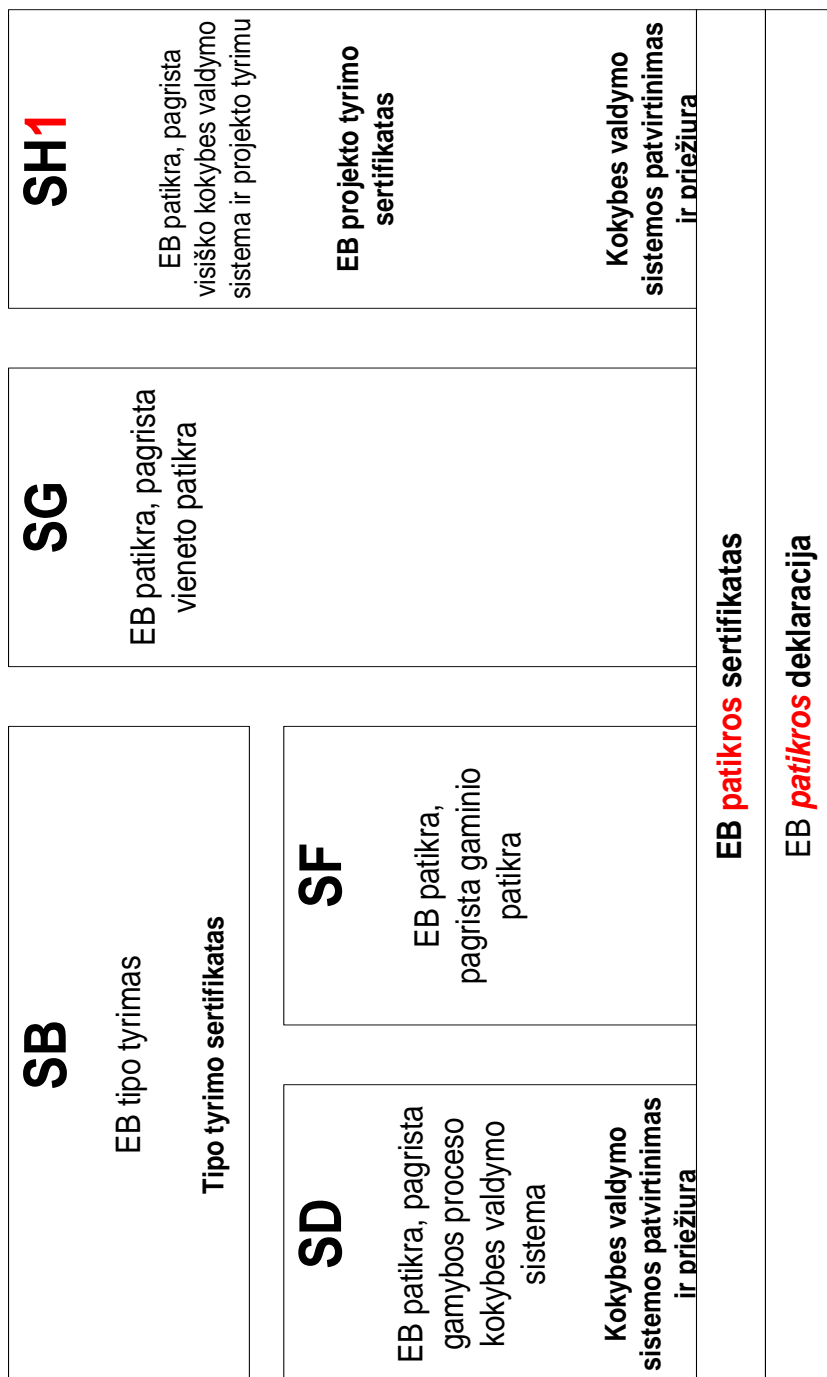 SB
EB tipo tyrimas
Tipo tyrimo sertifikatas
SD
EB patikra, pagrista
gamybos proceso
kokybes valdymo
sistema
Kokybes valdymo
sistemos patvirtinimas
ir priežiura
SF
EB patikra,
pagrista gaminio
patikra
SG
EB patikra, pagrista
vieneto patikra
SH1
EB patikra, pagrista
visiško kokybes valdymo
sistema ir projekto tyrimu
EB projekto tyrimo
sertifikatas
Kokybes valdymo
sistemos patvirtinimas
ir priežiura
EB patikros sertifikatas
EB patikros deklaracija